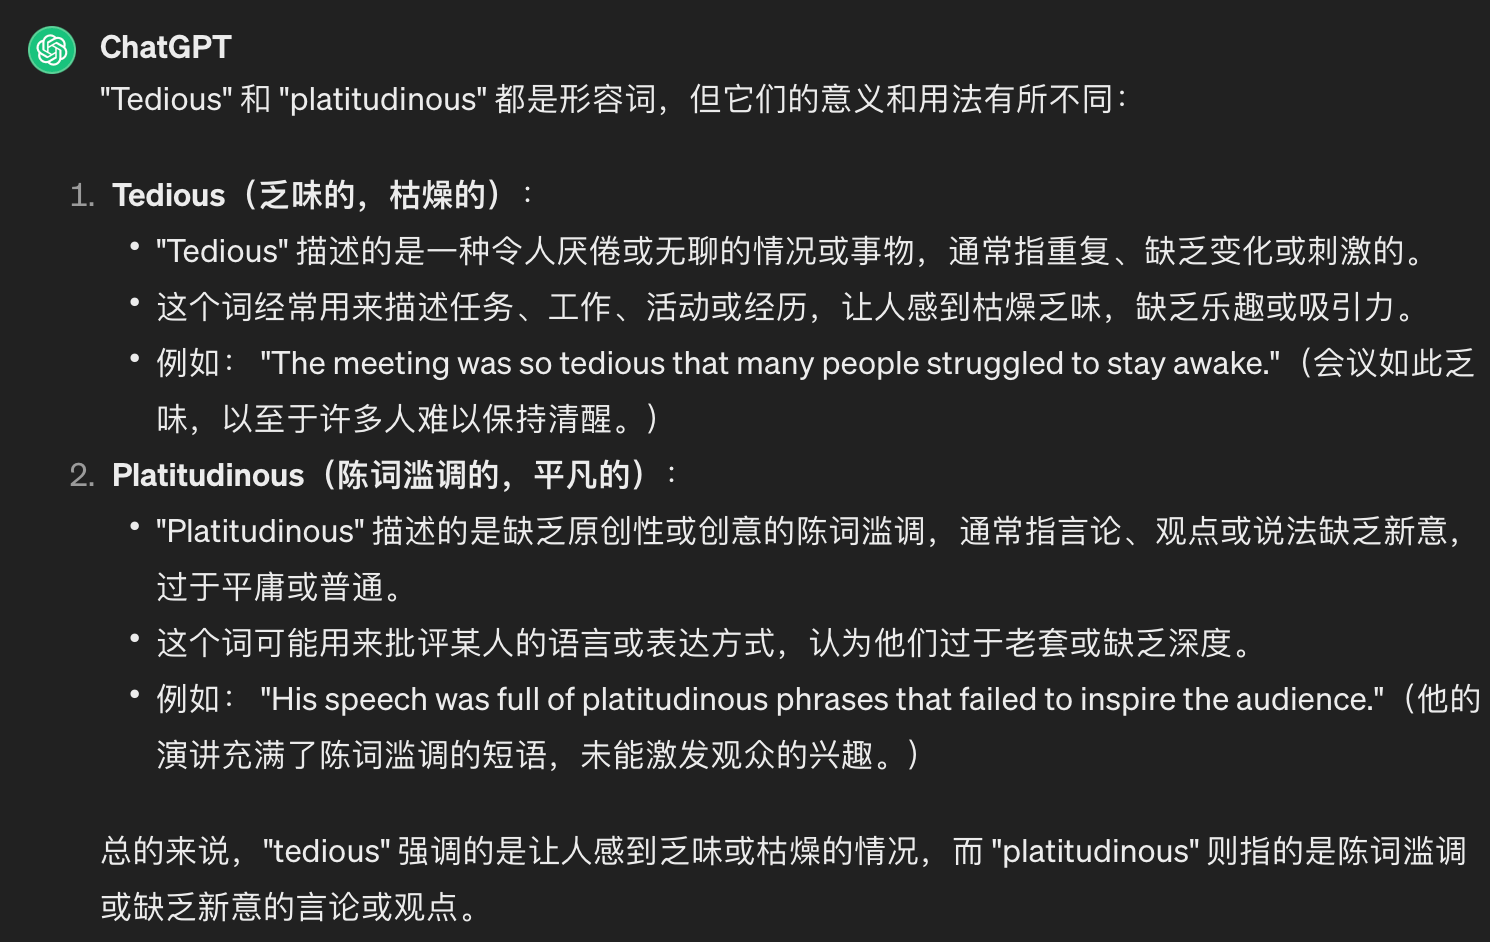 ChatGPT
"Tedious" 和 "platitudinous" 都是形容词，但它们的意义和用法有所不同：
1. Tedious（乏味的，枯燥的）：
• "Tedious" 描述的是一种令人厌倦或无聊的情况或事物，通常指重复、缺乏变化或刺激的。
• 这个词经常用来描述任务、工作、活动或经历，让人感到枯燥乏味，缺乏乐趣或吸引力。
• 例如： "The meeting was so tedious that many people struggled to stay awake."（会议如此乏
味，以至于许多人难以保持清醒。）
2. Platitudinous（陈词滥调的，平凡的）：
• "Platitudinous" 描述的是缺乏原创性或创意的陈词滥调，通常指言论、观点或说法缺乏新意，
过于平庸或普通。
• 这个词可能用来批评某人的语言或表达方式，认为他们过于老套或缺乏深度。
• 例如： "His speech was full of platitudinous phrases that failed to inspire the audience."（他的
演讲充满了陈词滥调的短语，未能激发观众的兴趣。）
总的来说，"tedious" 强调的是让人感到乏味或枯燥的情况，而 "platitudinous" 则指的是陈词滥调
或缺乏新意的言论或观点。